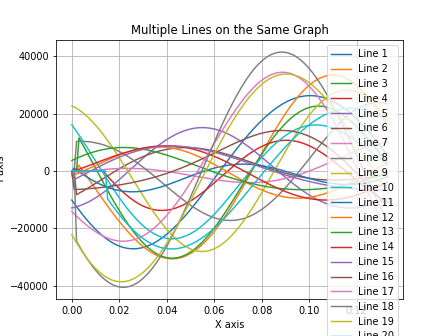 Multiple Lines on the Same Graph
40000
20000
0
−20000
−40000
0.00 0.02 0.04 0.06 0.08 0.10
X axis
Line 1
Line 2
Line 3
Line 4
Line 5
Line 6
Line 7
Line 8
Line 9
Line 10
Line 11
Line 12
Line 13
Line 14
Line 15
Line 16
Line 17
Line 18
Line 19
Line 20